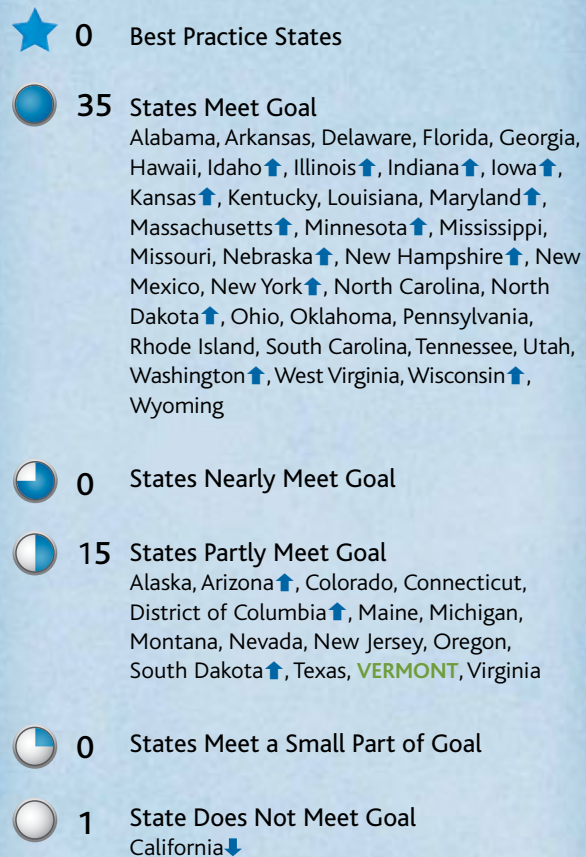 0 Best Practice States
35 States Meet Goal
Alabama, Arkansas, Delaware, Florida, Georgia,
Hawaii, Idaho⬆, Illinois⬆, Indiana⬆, Iowa⬆,
Kansas⬆, Kentucky, Louisiana, Maryland⬆,
Massachusetts⬆, Minnesota⬆, Mississippi,
Missouri, Nebraska⬆, New Hampshire⬆, New
Mexico, New York⬆, North Carolina, North
Dakota⬆, Ohio, Oklahoma, Pennsylvania,
Rhode Island, South Carolina, Tennessee, Utah,
Washington⬆, West Virginia, Wisconsin⬆,
Wyoming
0 States Nearly Meet Goal
15 States Partly Meet Goal
Alaska, Arizona⬆, Colorado, Connecticut,
District of Columbia⬆, Maine, Michigan,
Montana, Nevada, New Jersey, Oregon,
South Dakota⬆, Texas, VERMONT, Virginia
0 States Meet a Small Part of Goal
1 State Does Not Meet Goal
California⬇